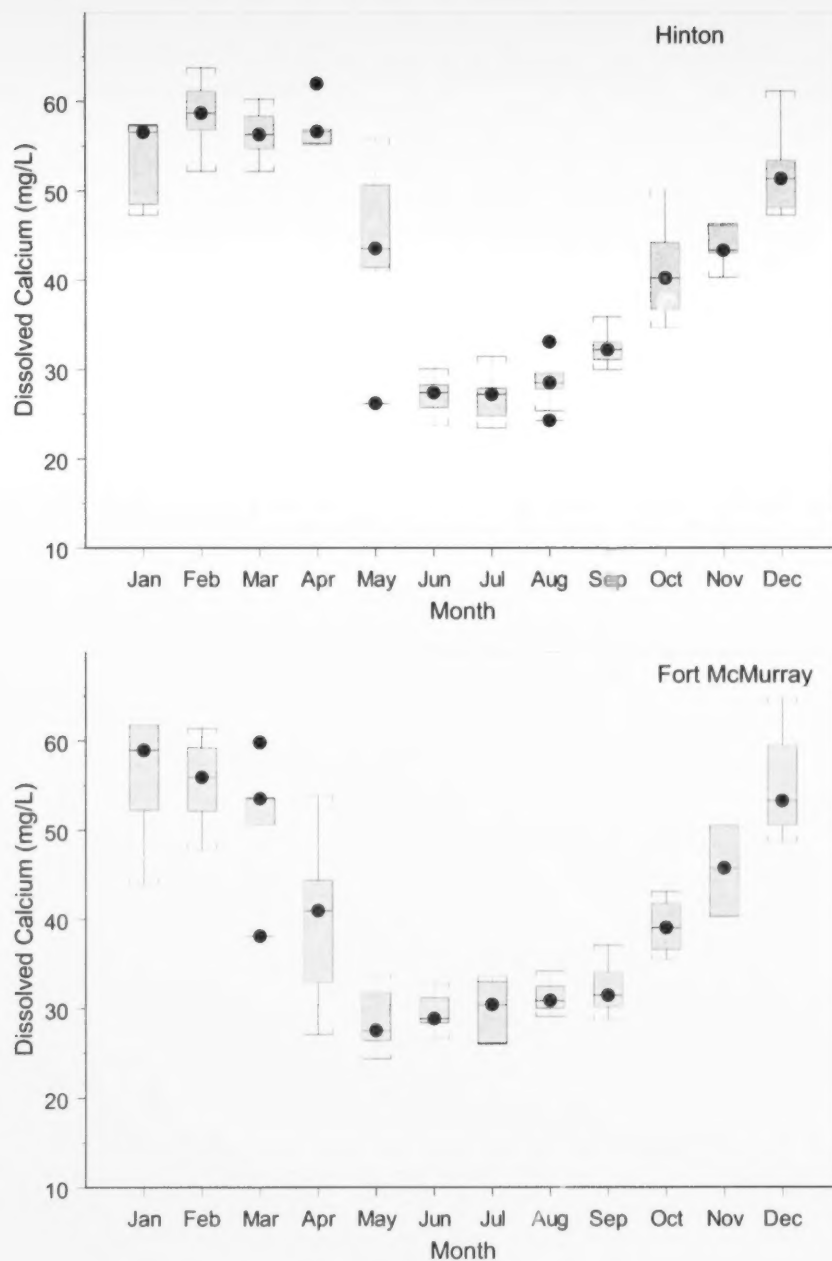 Hinton
60
50
40
30
20
10
Dissolved Calcium (mg/L)
Jan Feb Mar Apr May Jun Jul Aug Sep Oct Nov Dec
Month
Fort McMurray
60
50
40
30
20
10
Dissolved Calcium (mg/L)
Jan Feb Mar Apr May Jun Jul Aug Sep Oct Nov Dec
Month